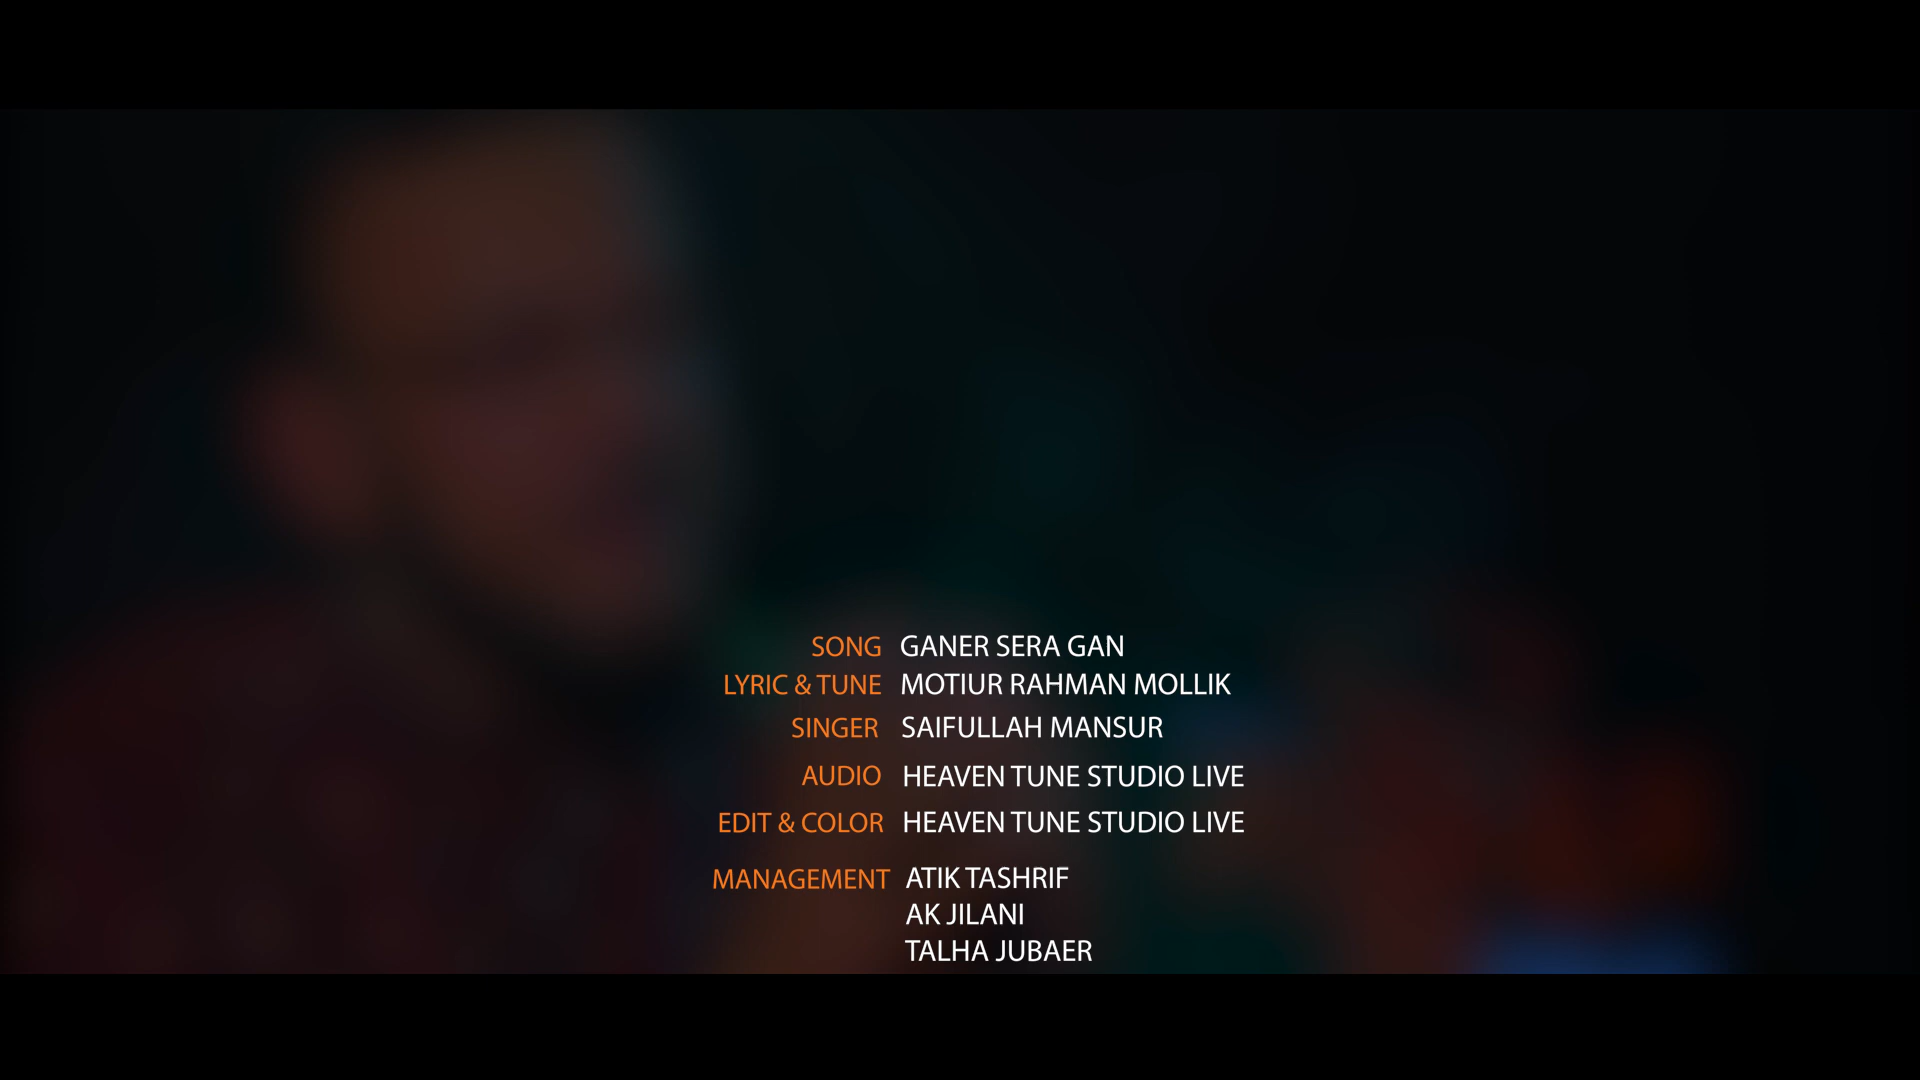 SONG GANER SERA GAN
LYRIC & TUNE MOTIUR RAHMAN MOLLIK
SINGER SAIFULLAH MANSUR
AUDIO HEAVEN TUNE STUDIO LIVE
EDIT & COLOR HEAVEN TUNE STUDIO LIVE
MANAGEMENT ATIK TASHRIF
AK JILANI
TALHA JUBAER